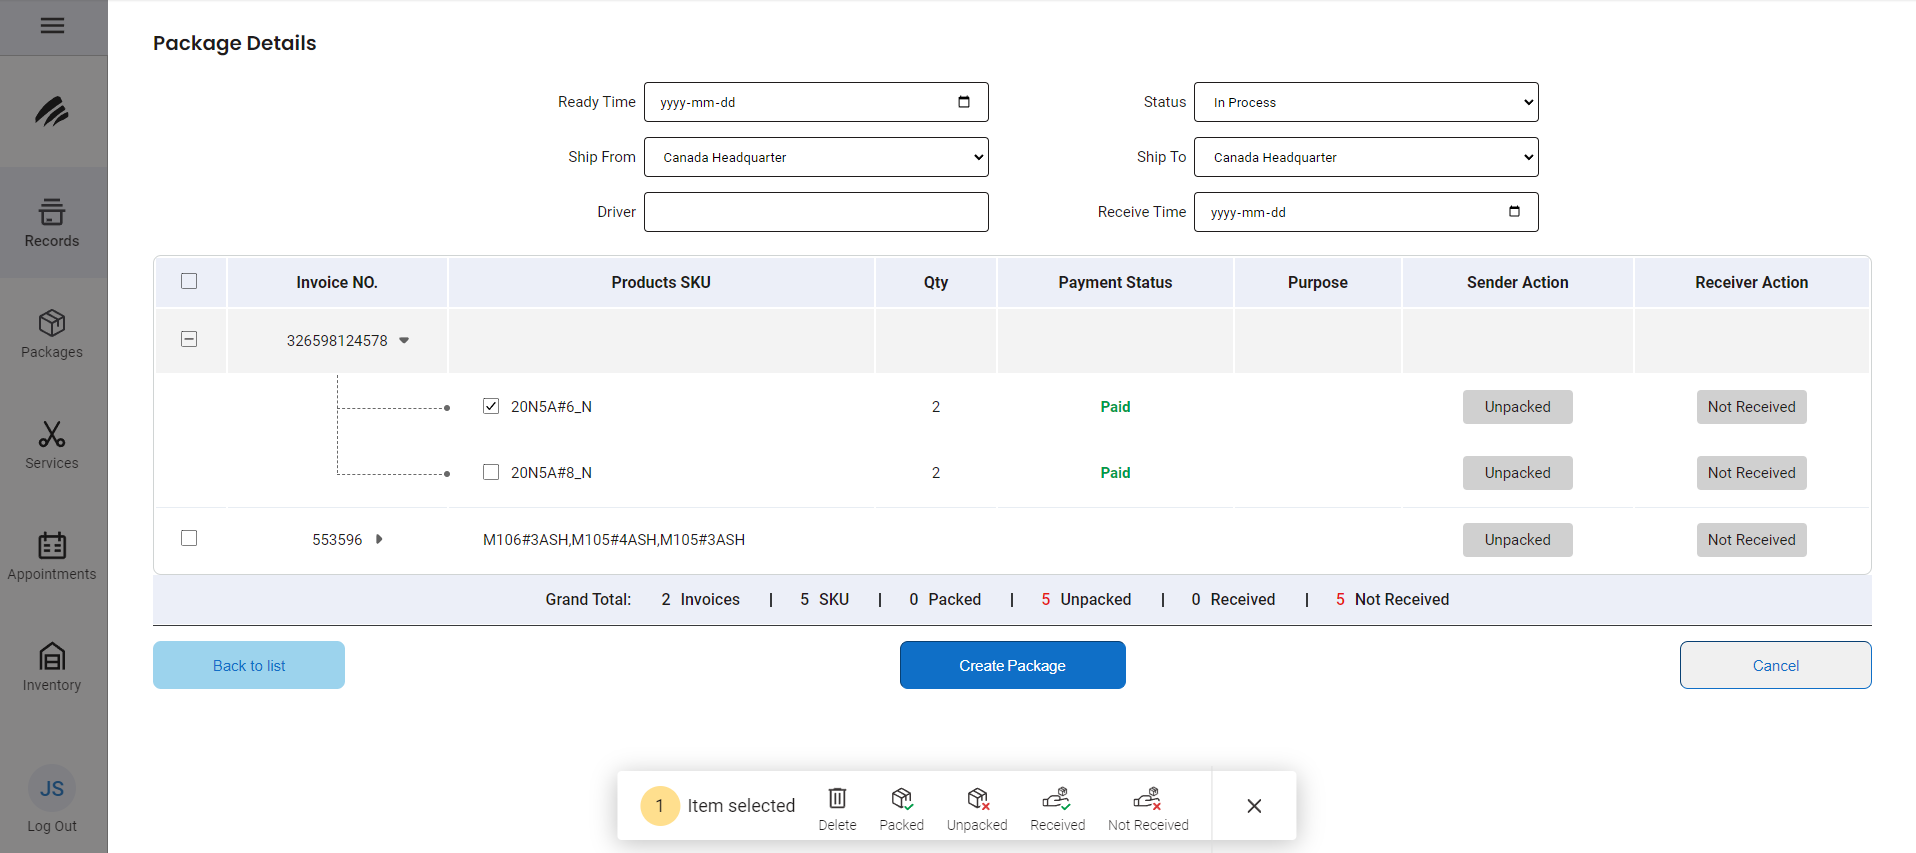 Package Details
Ready Time yyyy-mm-dd Status In Process
Ship From Canada Headquarter Ship To Canada Headquarter
Driver Receive Time yyyy-mm-dd
Records
Packages
Services
Appointments
Inventory
JS
Log Out
Invoice NO. Products SKU Qty Payment Status Purpose Sender Action Receiver Action
326598124578
20N5A#6_N 2 Paid Unpacked Not Received
20N5A#8_N 2 Paid Unpacked Not Received
553596 M106#3ASH,M105#4ASH,M105#3ASH Unpacked Not Received
Grand Total: 2 Invoices | 5 SKU | 0 Packed | 5 Unpacked | 0 Received | 5 Not Received
Back to list Create Package Cancel
1 Item selected Delete Packed Unpacked Received Not Received